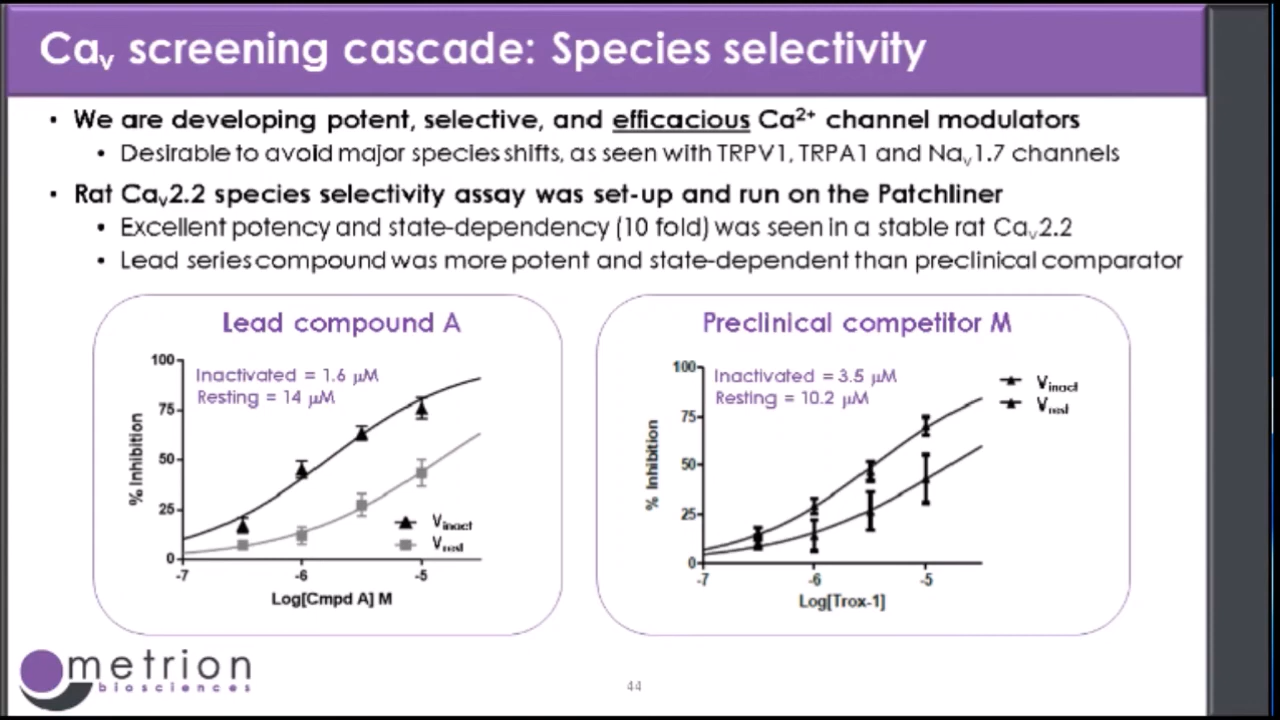 Cav screening cascade: Species selectivity
• We are developing potent, selective, and efficacious Ca2+ channel modulators
• Desirable to avoid major species shifts, as seen with TRPV1, TRPA1 and Nav1.7 channels
• Rat Cav2.2 species selectivity assay was set-up and run on the Patchliner
• Excellent potency and state-dependency (10 fold) was seen in a stable rat Cav2.2
• Lead series compound was more potent and state-dependent than preclinical comparator
Lead compound A
Inactivated = 1.6 μM
Resting = 14 μM
% Inhibition
100
75
50
25
0
-7
-6
-5
Vinact
Vrest
Log[Cmpd A] M
Preclinical competitor M
Inactivated = 3.5 μM
Resting = 10.2 μM
% Inhibition
100
75
50
25
0
-7
-6
-5
Vinact
Vrest
Log[Trox-1]
metrion
biosciences
44